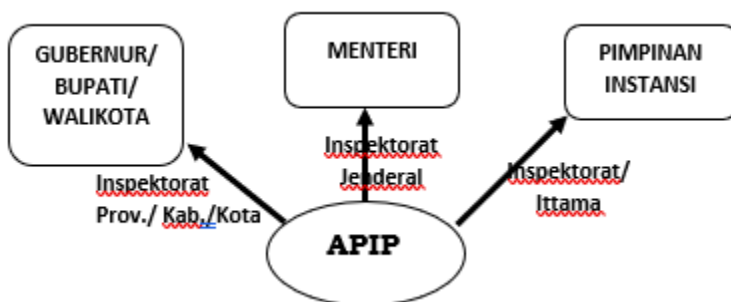 GUBERNUR/
BUPATI/
WALIKOTA
MENTERI
PIMPINAN
INSTANSI
Inspektorat
Prov./ Kab./Kota
Inspektorat
Jenderal
Inspektorat/
Ittama
APIP